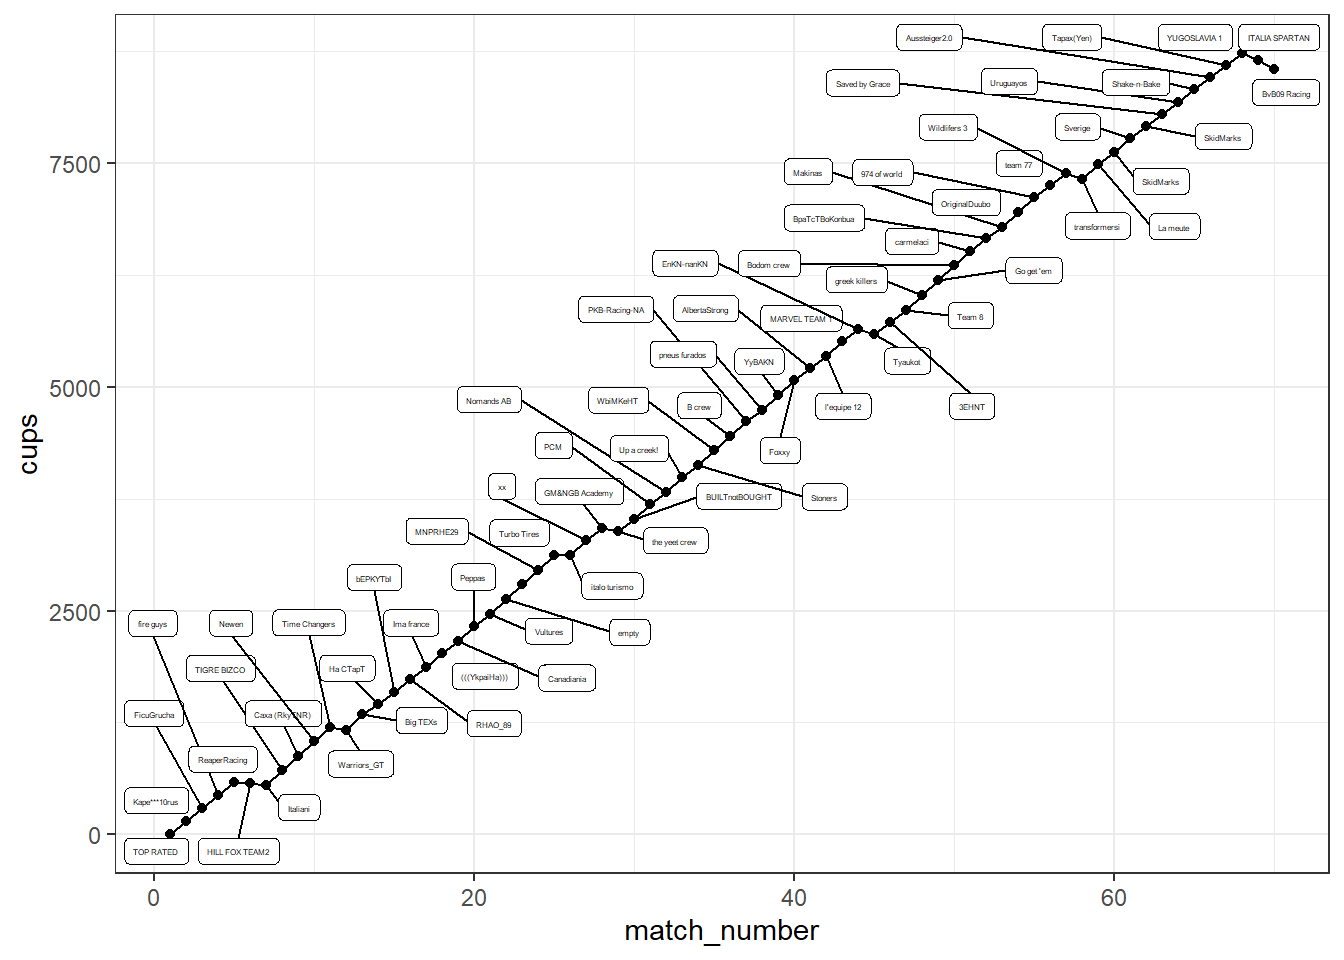 Aussteiger2.0
Tapax(Yen)
YUGOSLAVIA 1
ITALIA SPARTAN
Saved by Grace
Uruguayos
Shake-n-Bake
BvB09 Racing
Wildlifers 3
Sverige
SkidMarks
7500
Makinas
974 of world
team 77
SkidMarks
BpaTcTBoKonbua
OriginalDuubo
transformersi
La meute
carmelaci
EnKN-nanKN
Bodom crew
Go get 'em
greek killers
PKB-Racing-NA
AlbertaStrong
MARVEL TEAM 1
Team 8
pneus furados
YyBAKN
Tyaukot
5000
Nomands AB
WbiMKeHT
B crew
l'equipe 12
3EHNT
PCM
Up a creek!
Foxxy
xx
GM&NGB Academy
BUILTnotBOUGHT
Stoners
MNPRHE29
Turbo Tires
the yeet crew
bEPKYTbI
Peppas
italo turismo
2500
fire guys
Newen
Time Changers
Ima france
Vultures
empty
TIGRE BIZCO
Ha CTapT
(((YkpaiHa)))
Canadiania
FicuGrucha
Caxa (RkyTNR)
Big TEXs
RHAO_89
ReaperRacing
Warriors_GT
Kape***10rus
Italiani
0
TOP RATED
HILL FOX TEAM2
0
20
40
60
match_number
cups